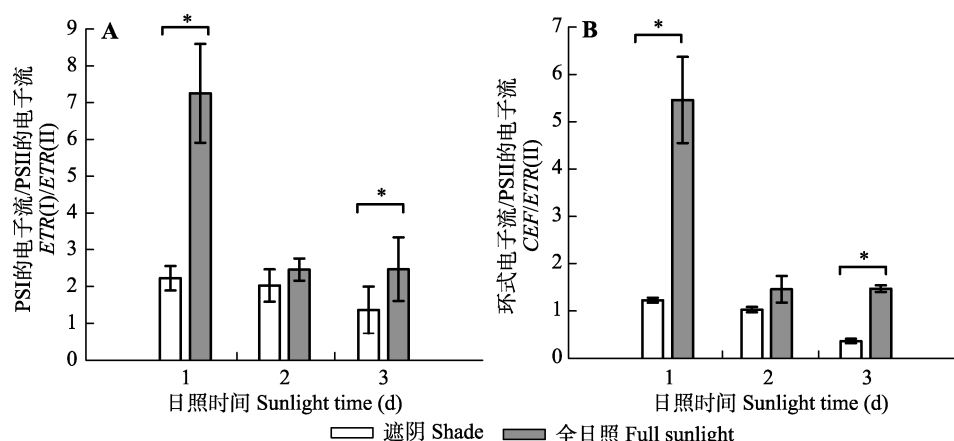 A
*
*
9
8
7
6
5
4
3
2
1
0
PSI的电子流/PSII的电子流
ETR(I)/ETR(II)
1 2 3
日照时间 Sunlight time (d)
B
*
*
7
6
5
4
3
2
1
0
环式电子流/PSII的电子流
CEF/ETR(II)
1 2 3
日照时间 Sunlight time (d)
遮阴 Shade 全日照 Full sunlight